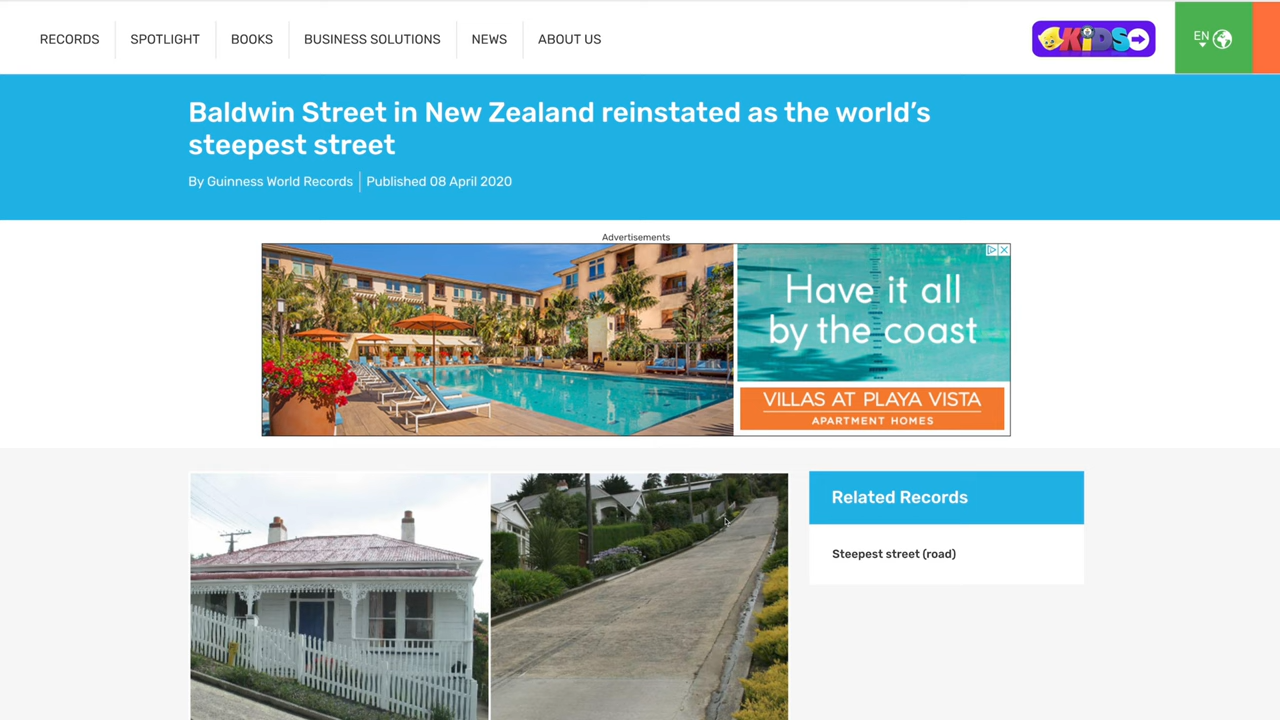 RECORDS
SPOTLIGHT
BOOKS
BUSINESS SOLUTIONS
NEWS
ABOUT US
KiDS
EN
Baldwin Street in New Zealand reinstated as the world’s
steepest street
By Guinness World Records
Published 08 April 2020
Advertisements
Have it all
by the coast
VILLAS AT PLAYA VISTA
APARTMENT HOMES
Related Records
Steepest street (road)